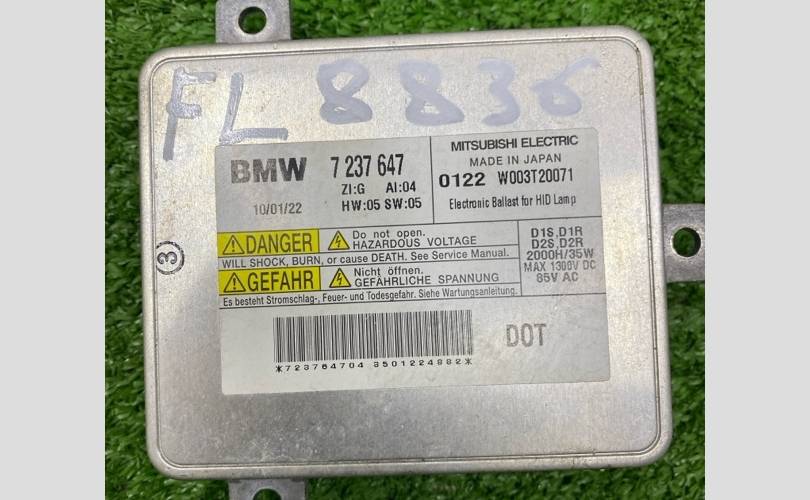 FL 8836
BMW 7 237 647
ZI:G AI:04
10/01/22 HW:05 SW:05
MITSUBISHI ELECTRIC
MADE IN JAPAN
0122 W003T20071
Electronic Ballast for HID Lamp
DANGER Do not open.
HAZARDOUS VOLTAGE
WILL SHOCK, BURN, or cause DEATH. See Service Manual.
GEFAHR Nicht öffnen.
GEFÄHRLICHE SPANNUNG
Es besteht Stromschlag-, Feuer- und Todesgefahr. Siehe Wartungsanleitung.
D1S,D1R
D2S,D2R
2000H/35W
MAX 1300V DC
85V AC
3
*723764704 3501224882*
DOT